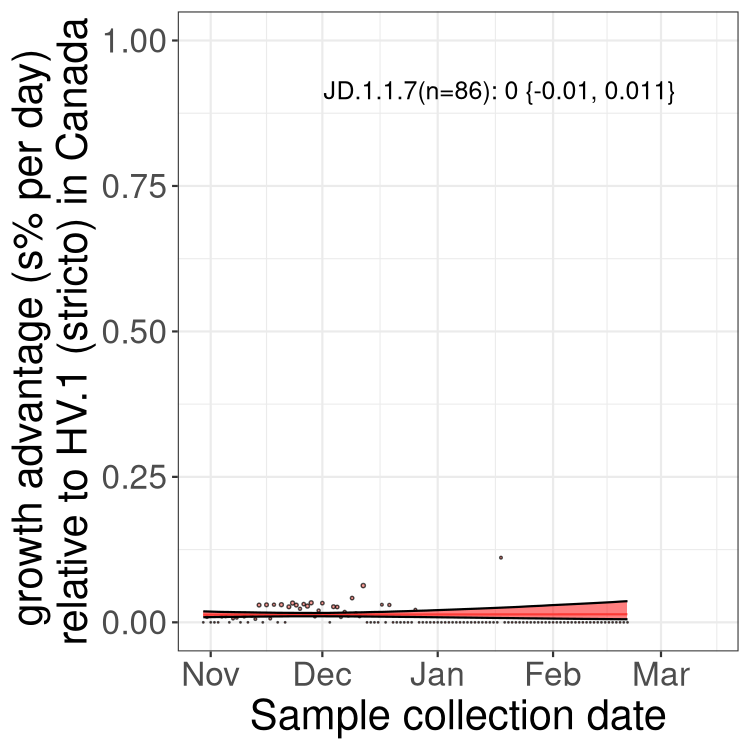 growth advantage (s% per day)
relative to HV.1 (stricto) in Canada
1.00
0.75
0.50
0.25
0.00
JD.1.1.7(n=86): 0 {-0.01, 0.011}
Nov Dec Jan Feb Mar
Sample collection date